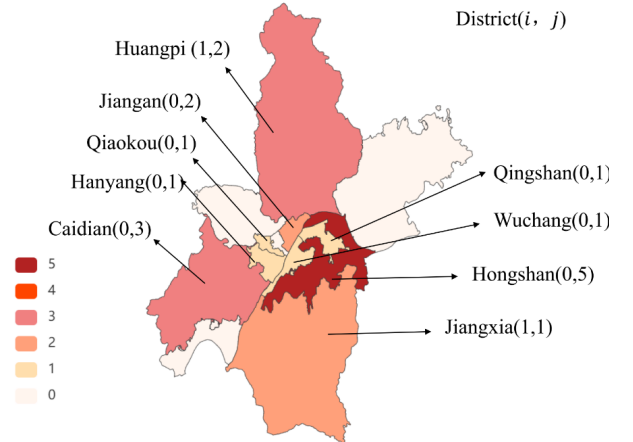 District(i，j)
Huangpi (1,2)
Jiangan(0,2)
Qiaokou(0,1)
Hanyang(0,1)
Caidian(0,3)
Qingshan(0,1)
Wuchang(0,1)
Hongshan(0,5)
Jiangxia(1,1)
5
4
3
2
1
0